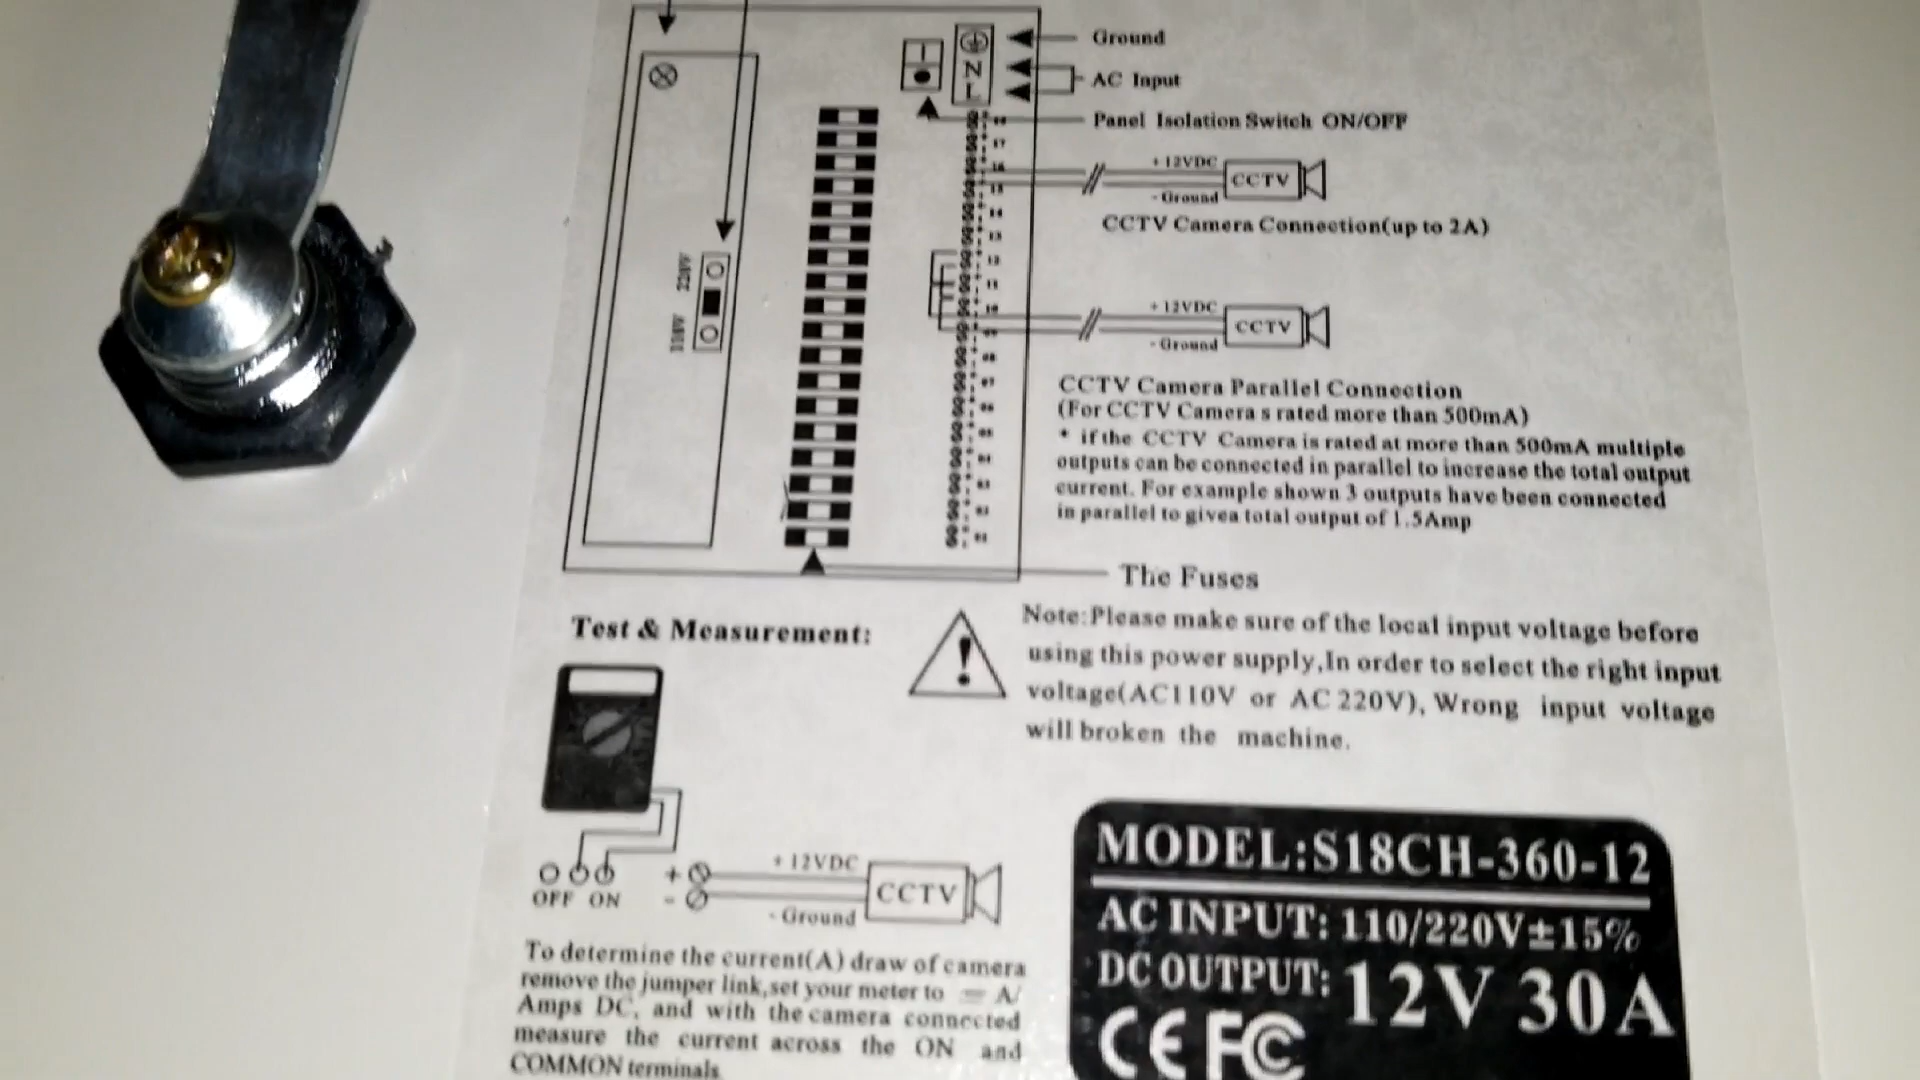 Ground
N
L
AC Input
Panel Isolation Switch ON/OFF
+12VDC
CCTV
-Ground
CCTV Camera Connection(up to 2A)
220V
110V
+12VDC
CCTV
-Ground
CCTV Camera Parallel Connection
(For CCTV Camera s rated more than 500mA)
* if the CCTV Camera is rated at more than 500mA multiple
outputs can be connected in parallel to increase the total output
current. For example shown 3 outputs have been connected
in parallel to givea total output of 1.5Amp
The Fuses
Test & Measurement:
Note:Please make sure of the local input voltage before
using this power supply,In order to select the right input
voltage(AC110V or AC 220V), Wrong input voltage
will broken the machine.
OFF ON
+
-
+ 12VDC
CCTV
- Ground
To determine the current(A) draw of camera
remove the jumper link,set your meter to = A/
Amps DC, and with the camera connected
measure the current across the ON and
COMMON terminals
MODEL:S18CH-360-12
AC INPUT: 110/220V±15%
DC OUTPUT: 12V 30A
CE FC